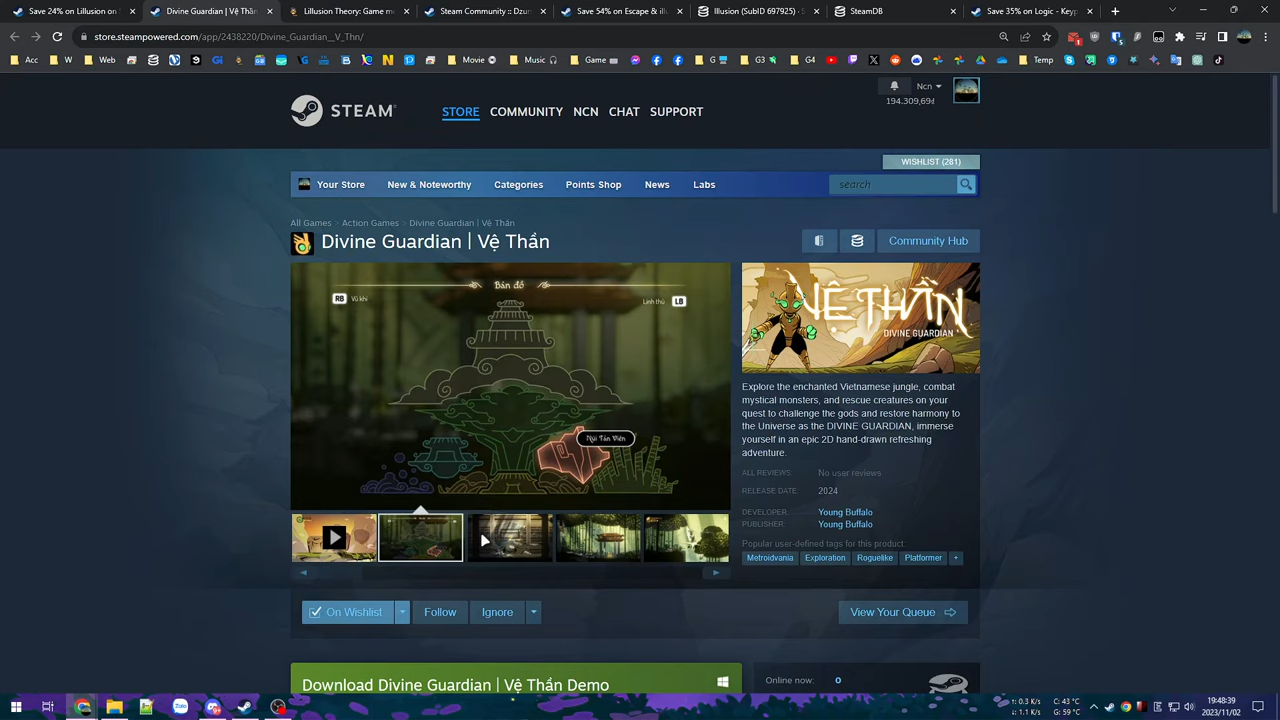 Save 24% on Lillusion on S
Divine Guardian | Vệ Thần
Lillusion Theory: Game m
Steam Community :: Dzun
Save 54% on Escape & ill
Illusion (SubID 697925) · S
SteamDB
Save 35% on Logic - Keyp
store.steampowered.com/app/2438220/Divine_Guardian__V_Thn/
Acc
W
Web
Movie
Music
Game
G
G3
G4
Temp
STEAM
STORE
COMMUNITY
NCN
CHAT
SUPPORT
Ncn
194.309,69₫
WISHLIST (281)
Your Store
New & Noteworthy
Categories
Points Shop
News
Labs
search
All Games > Action Games > Divine Guardian | Vệ Thần
Divine Guardian | Vệ Thần
Community Hub
Bản đồ
RB Vũ khí
Linh thú LB
Núi Tản Viên
VỆ THẦN
DIVINE GUARDIAN
Explore the enchanted Vietnamese jungle, combat
mystical monsters, and rescue creatures on your
quest to challenge the gods and restore harmony to
the Universe as the DIVINE GUARDIAN, immerse
yourself in an epic 2D hand-drawn refreshing
adventure.
ALL REVIEWS: No user reviews
RELEASE DATE: 2024
DEVELOPER: Young Buffalo
PUBLISHER: Young Buffalo
Popular user-defined tags for this product:
Metroidvania
Exploration
Roguelike
Platformer
+
On Wishlist
Follow
Ignore
View Your Queue
Download Divine Guardian | Vệ Thần Demo
Online now: 0
↑: 0.3 K/s
↓: 1.1 K/s
C: 43 °C
G: 59 °C
19:48:39
2023/11/02